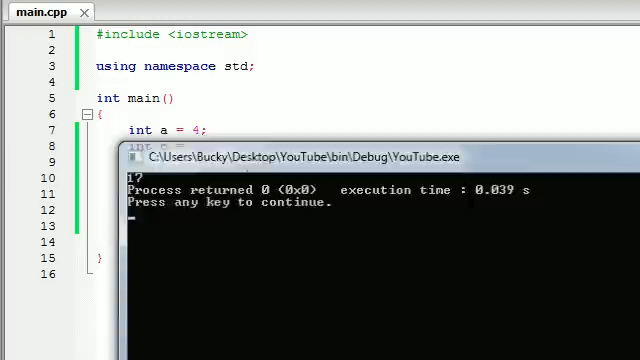 main.cpp
1 #include <iostream>
2
3 using namespace std;
4
5 int main()
6 {
7 int a = 4;
8 int c =
9
10
11
12
13
14
15 }
16
C:\Users\Bucky\Desktop\YouTube\bin\Debug\YouTube.exe
17
Process returned 0 (0x0) execution time : 0.039 s
Press any key to continue.